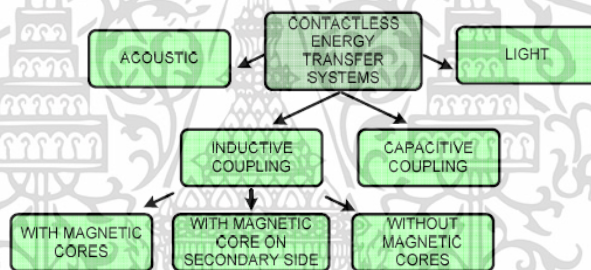 CONTACTLESS
ENERGY
TRANSFER
SYSTEMS
ACOUSTIC
LIGHT
INDUCTIVE
COUPLING
CAPACITIVE
COUPLING
WITH MAGNETIC
CORES
WITH MAGNETIC
CORE ON
SECONDARY SIDE
WITHOUT
MAGNETIC
CORES